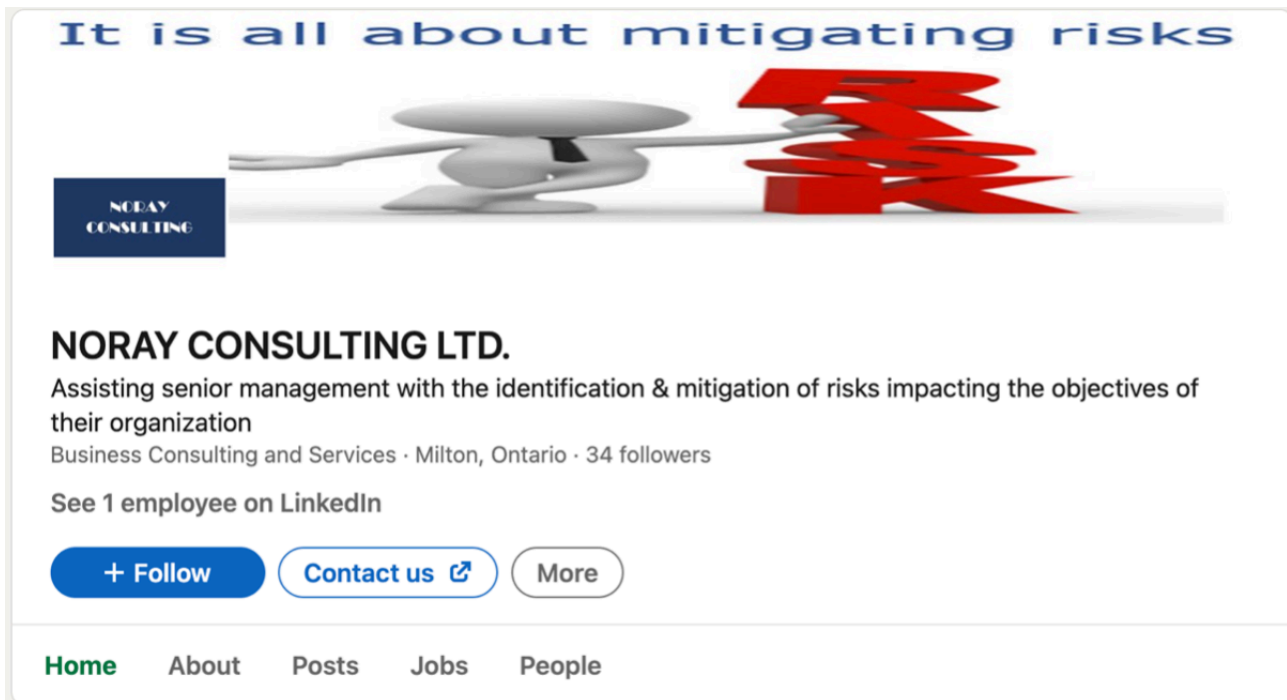 It is all about mitigating risks
RISK
NORAY
CONSULTING
NORAY CONSULTING LTD.
Assisting senior management with the identification & mitigation of risks impacting the objectives of
their organization
Business Consulting and Services · Milton, Ontario · 34 followers
See 1 employee on LinkedIn
+ Follow
Contact us
More
Home
About
Posts
Jobs
People